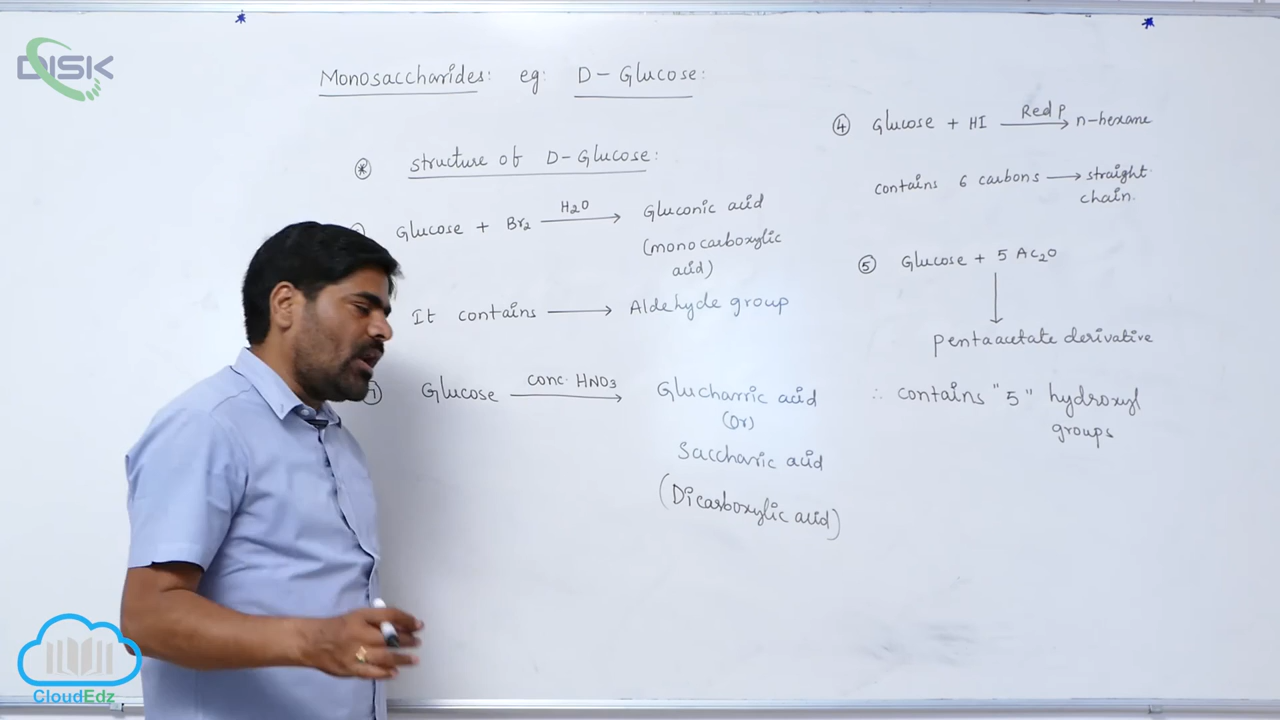 DISK
Monosaccharides: eg: D-Glucose:
* structure of D-Glucose:
Glucose + Br2 H2O → Gluconic acid
(monocarboxylic
acid)
It contains → Aldehyde group
Glucose conc. HNO3 → Glucharric acid
(Or)
Saccharic acid
(Dicarboxylic acid)
④ Glucose + HI Red P → n-hexane
contains 6 carbons → straight
chain.
⑤ Glucose + 5 Ac2O
↓
pentaacetate derivative
∴ contains "5" hydroxyl
groups
CloudEdz